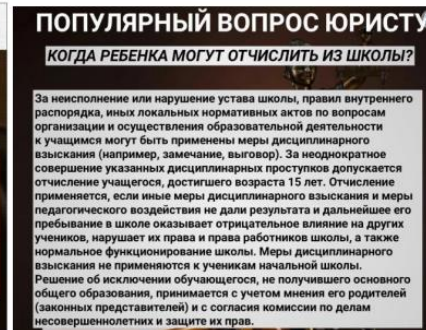 ПОПУЛЯРНЫЙ ВОПРОС ЮРИСТУ
КОГДА РЕБЕНКА МОГУТ ОТЧИСЛИТЬ ИЗ ШКОЛЫ?
За неисполнение или нарушение устава школы, правил внутреннего
распорядка, иных локальных нормативных актов по вопросам
организации и осуществления образовательной деятельности
к учащимся могут быть применены меры дисциплинарного
взыскания (например, замечание, выговор). За неоднократное
совершение указанных дисциплинарных проступков допускается
отчисление учащегося, достигшего возраста 15 лет. Отчисление
применяется, если иные меры дисциплинарного взыскания и меры
педагогического воздействия не дали результата и дальнейшее его
пребывание в школе оказывает отрицательное влияние на других
учеников, нарушает их права и права работников школы, а также
нормальное функционирование школы. Меры дисциплинарного
взыскания не применяются к ученикам начальной школы.
Решение об исключении обучающегося, не получившего основного
общего образования, принимается с учетом мнения его родителей
(законных представителей) и с согласия комиссии по делам
несовершеннолетних и защите их прав.